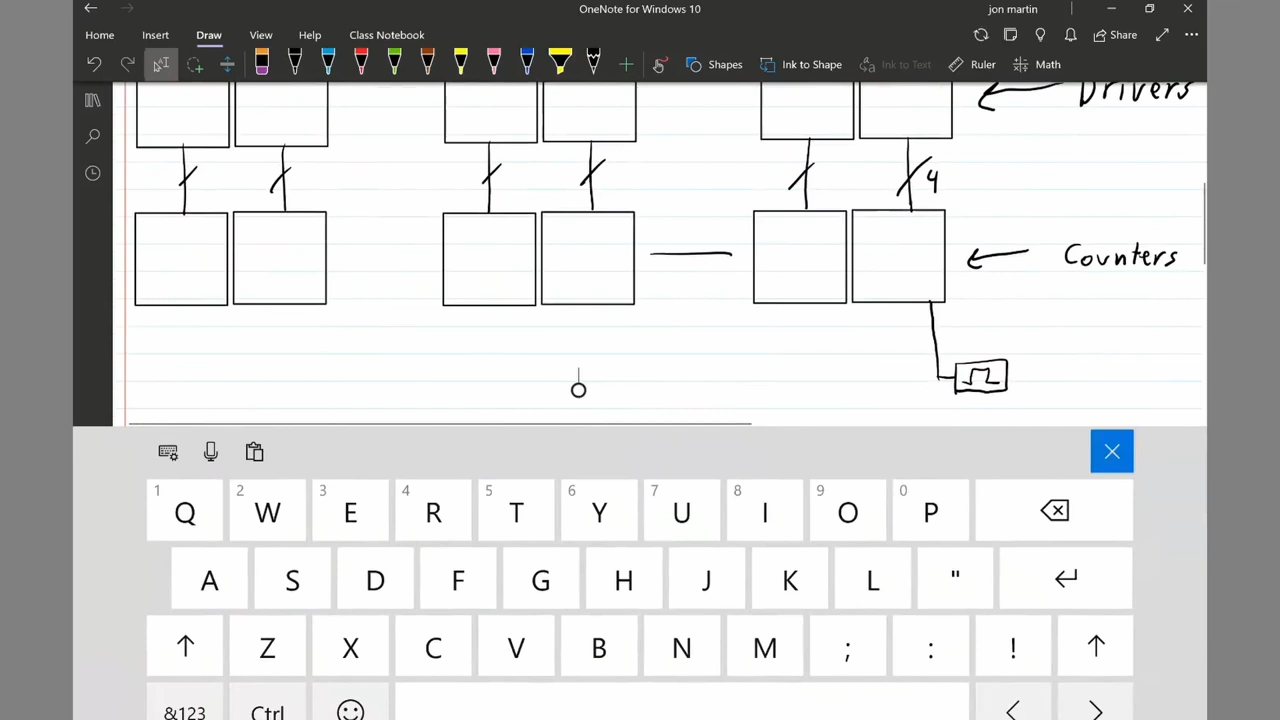 OneNote for Windows 10
jon martin
Home Insert Draw View Help Class Notebook
Share
Shapes Ink to Shape Ink to Text Ruler Math
Drivers
4
Counters
1 Q 2 W 3 E 4 R 5 T 6 Y 7 U 8 I 9 O 0 P
A S D F G H J K L "
Z X C V B N M ; : !
&123 Ctrl